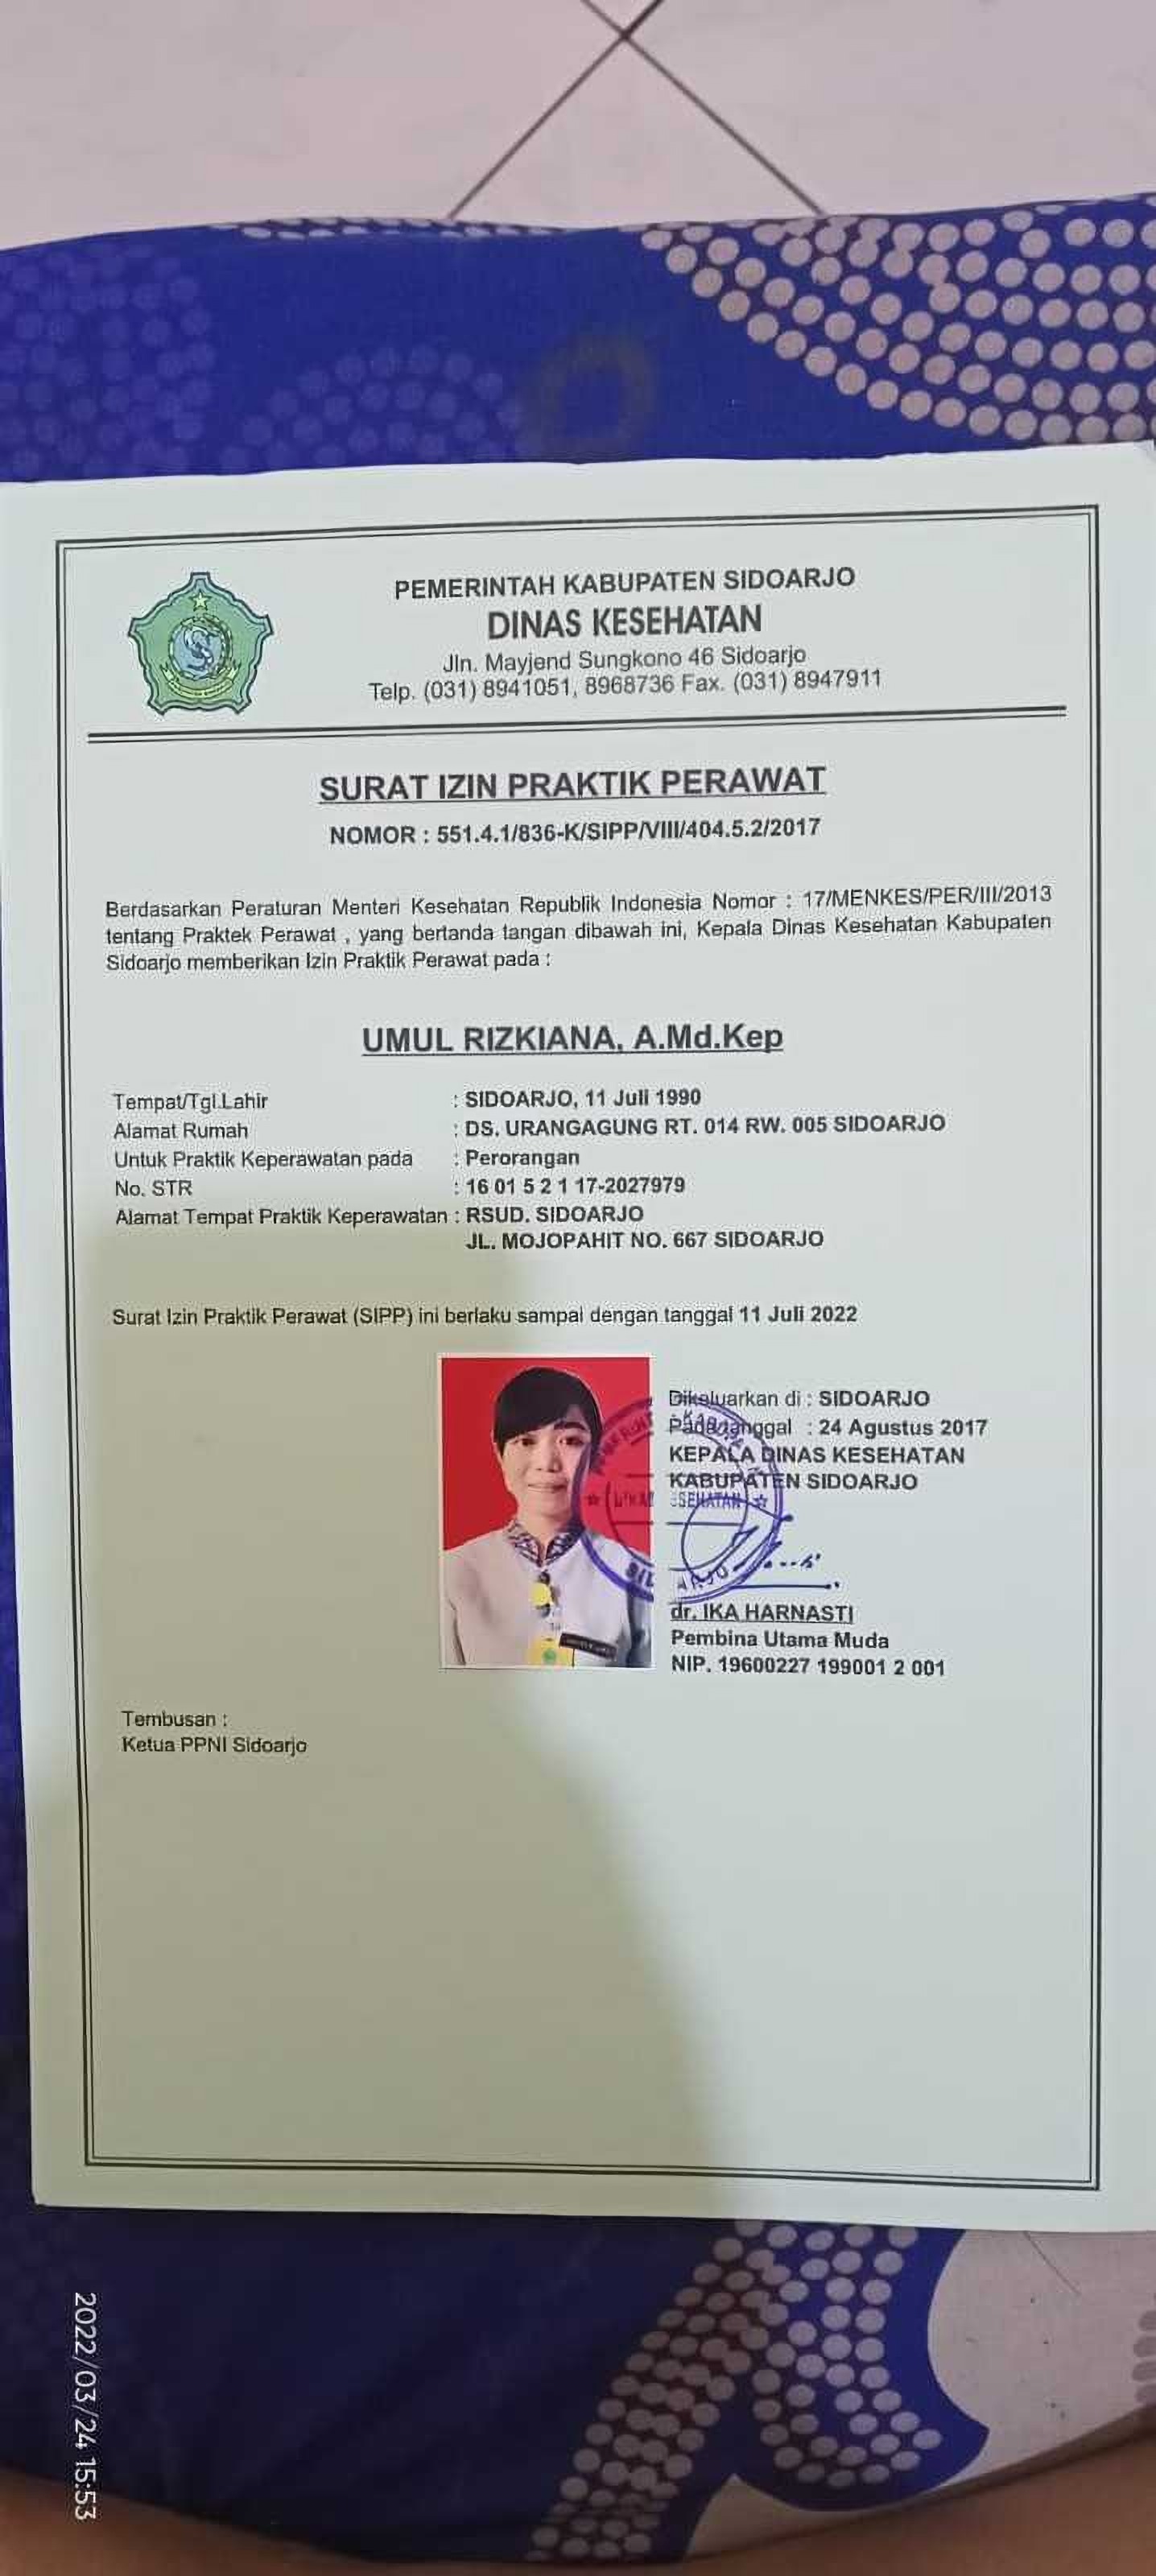 PEMERINTAH KABUPATEN SIDOARJO
DINAS KESEHATAN
Jln. Mayjend Sungkono 46 Sidoarjo
Telp. (031) 8941051, 8968736 Fax. (031) 8947911
SURAT IZIN PRAKTIK PERAWAT
NOMOR : 551.4.1/836-K/SIPP/VIII/404.5.2/2017
Berdasarkan Peraturan Menteri Kesehatan Republik Indonesia Nomor : 17/MENKES/PER/III/2013
tentang Praktek Perawat , yang bertanda tangan dibawah ini, Kepala Dinas Kesehatan Kabupaten
Sidoarjo memberikan Izin Praktik Perawat pada :
UMUL RIZKIANA, A.Md.Kep
Tempat/Tgl.Lahir : SIDOARJO, 11 Juli 1990
Alamat Rumah : DS. URANGAGUNG RT. 014 RW. 005 SIDOARJO
Untuk Praktik Keperawatan pada : Perorangan
No. STR : 16 01 5 2 1 17-2027979
Alamat Tempat Praktik Keperawatan : RSUD. SIDOARJO
JL. MOJOPAHIT NO. 667 SIDOARJO
Surat Izin Praktik Perawat (SIPP) ini berlaku sampai dengan tanggal 11 Juli 2022
Dikeluarkan di : SIDOARJO
Pada tanggal : 24 Agustus 2017
KEPALA DINAS KESEHATAN
KABUPATEN SIDOARJO
dr. IKA HARNASTI
Pembina Utama Muda
NIP. 19600227 199001 2 001
Tembusan :
Ketua PPNI Sidoarjo
2022/03/24 15:53